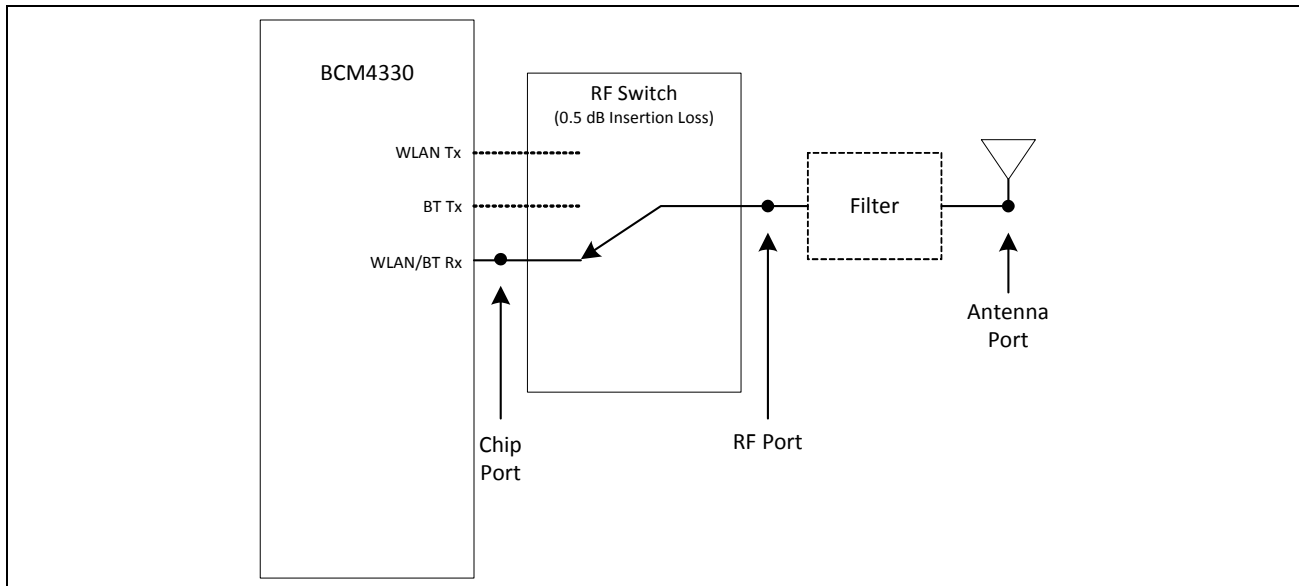 BCM4330
RF Switch
(0.5 dB Insertion Loss)
WLAN Tx
BT Tx
WLAN/BT Rx
Filter
Chip
Port
RF Port
Antenna
Port